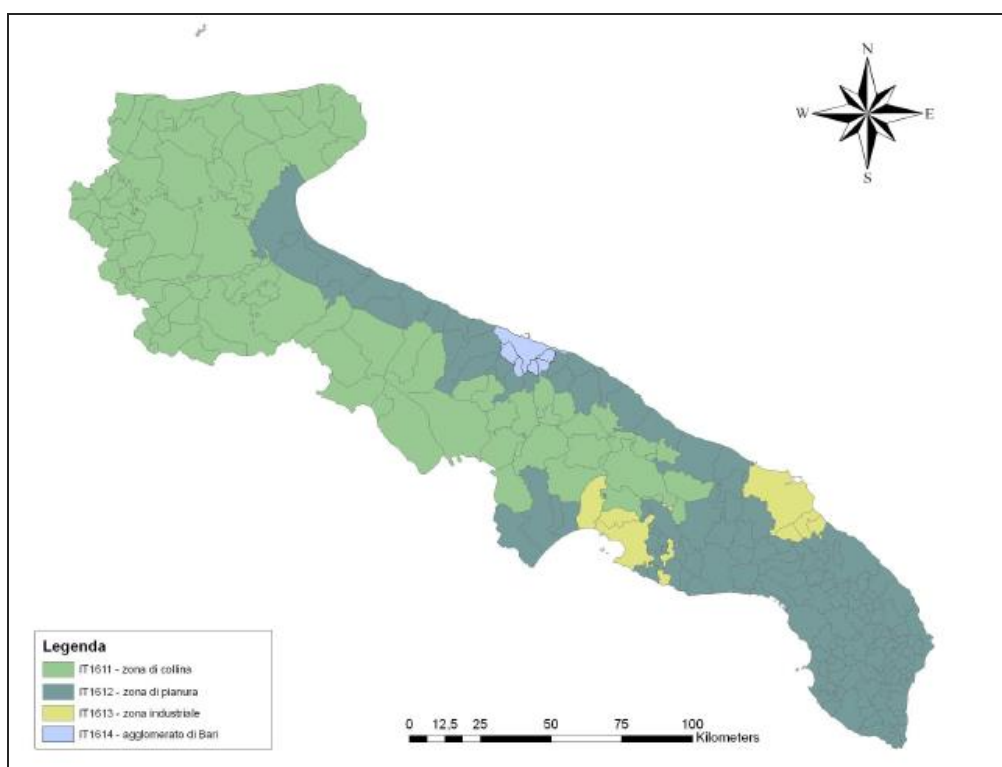 N
W E
S
Legenda
IT1611 - zona di collina
IT1612 - zona di pianura
IT1613 - zona industriale
IT1614 - agglomerato di Bari
0 12,5 25 50 75 100
Kilometers